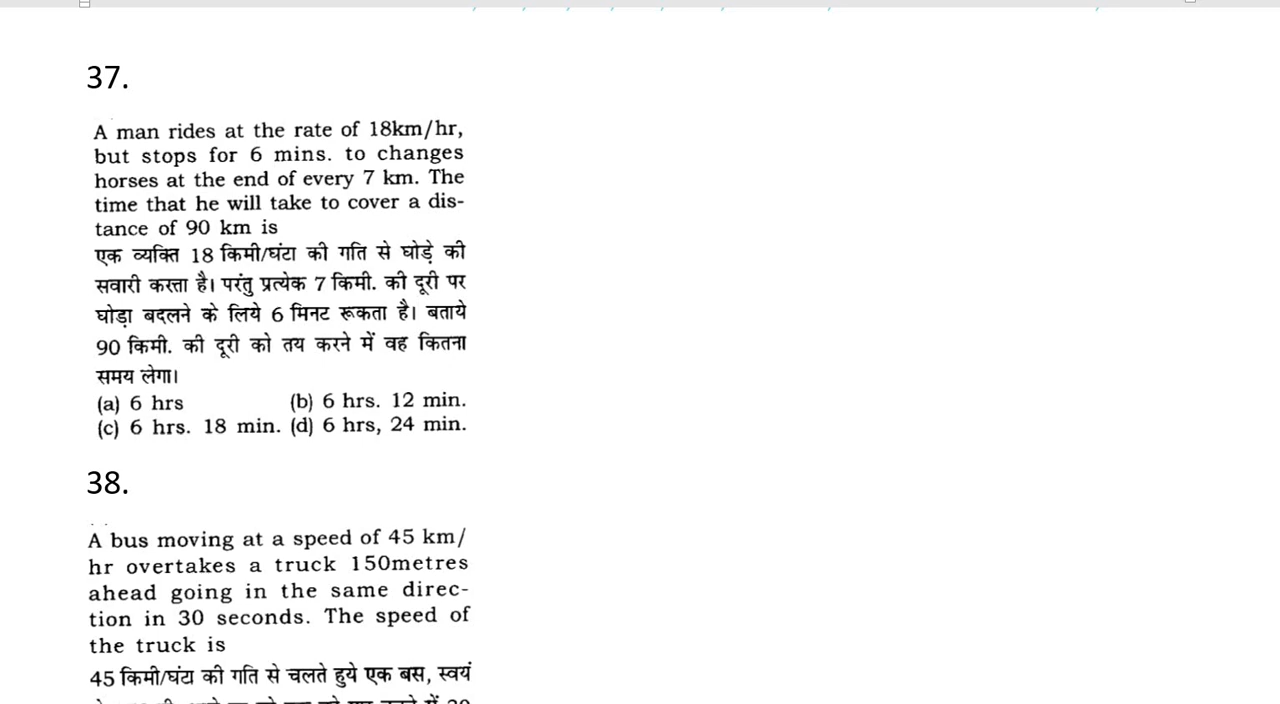 37.
A man rides at the rate of 18km/hr,
but stops for 6 mins. to changes
horses at the end of every 7 km. The
time that he will take to cover a dis-
tance of 90 km is
एक व्यक्ति 18 किमी/घंटा की गति से घोड़े की
सवारी करता है। परंतु प्रत्येक 7 किमी. की दूरी पर
घोड़ा बदलने के लिये 6 मिनट रूकता है। बताये
90 किमी. की दूरी को तय करने में वह कितना
समय लेगा।
(a) 6 hrs (b) 6 hrs. 12 min.
(c) 6 hrs. 18 min. (d) 6 hrs, 24 min.
38.
A bus moving at a speed of 45 km/
hr overtakes a truck 150metres
ahead going in the same direc-
tion in 30 seconds. The speed of
the truck is
45 किमी/घंटा की गति से चलते हुये एक बस, स्वयं